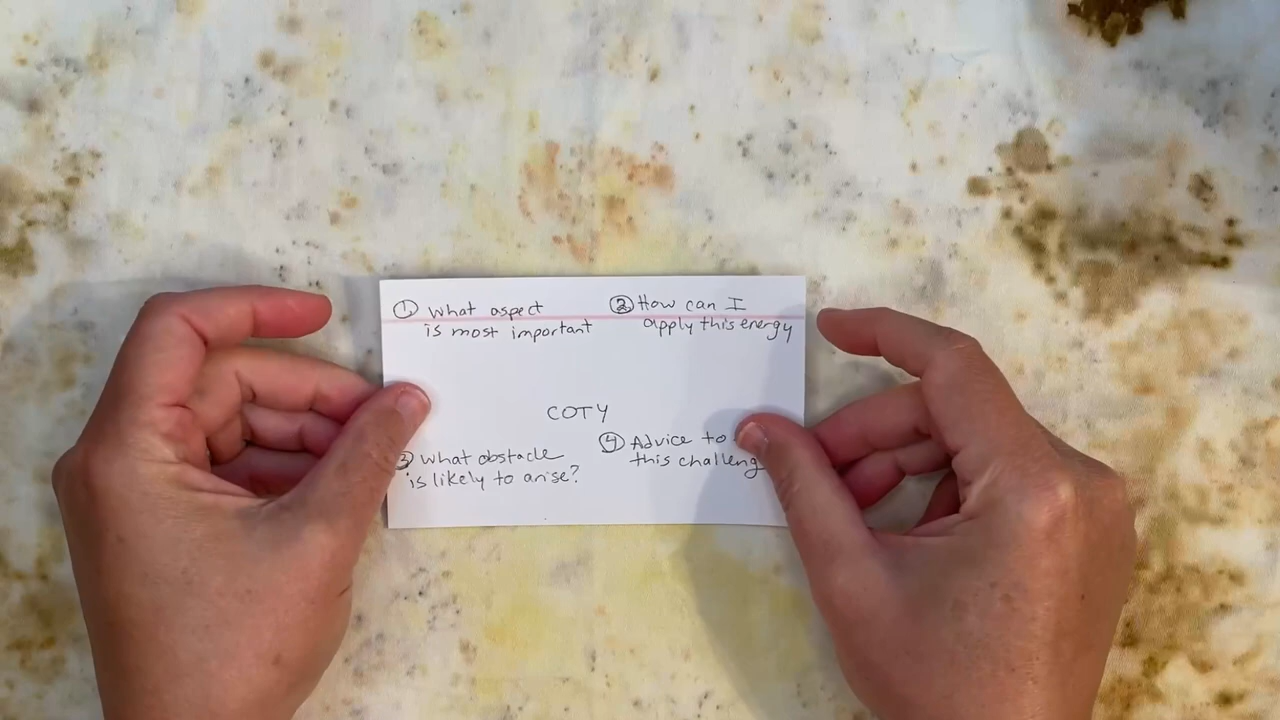 ① What aspect
is most important
② How can I
apply this energy
COTY
③ What obstacle
is likely to arise?
④ Advice to
this challeng